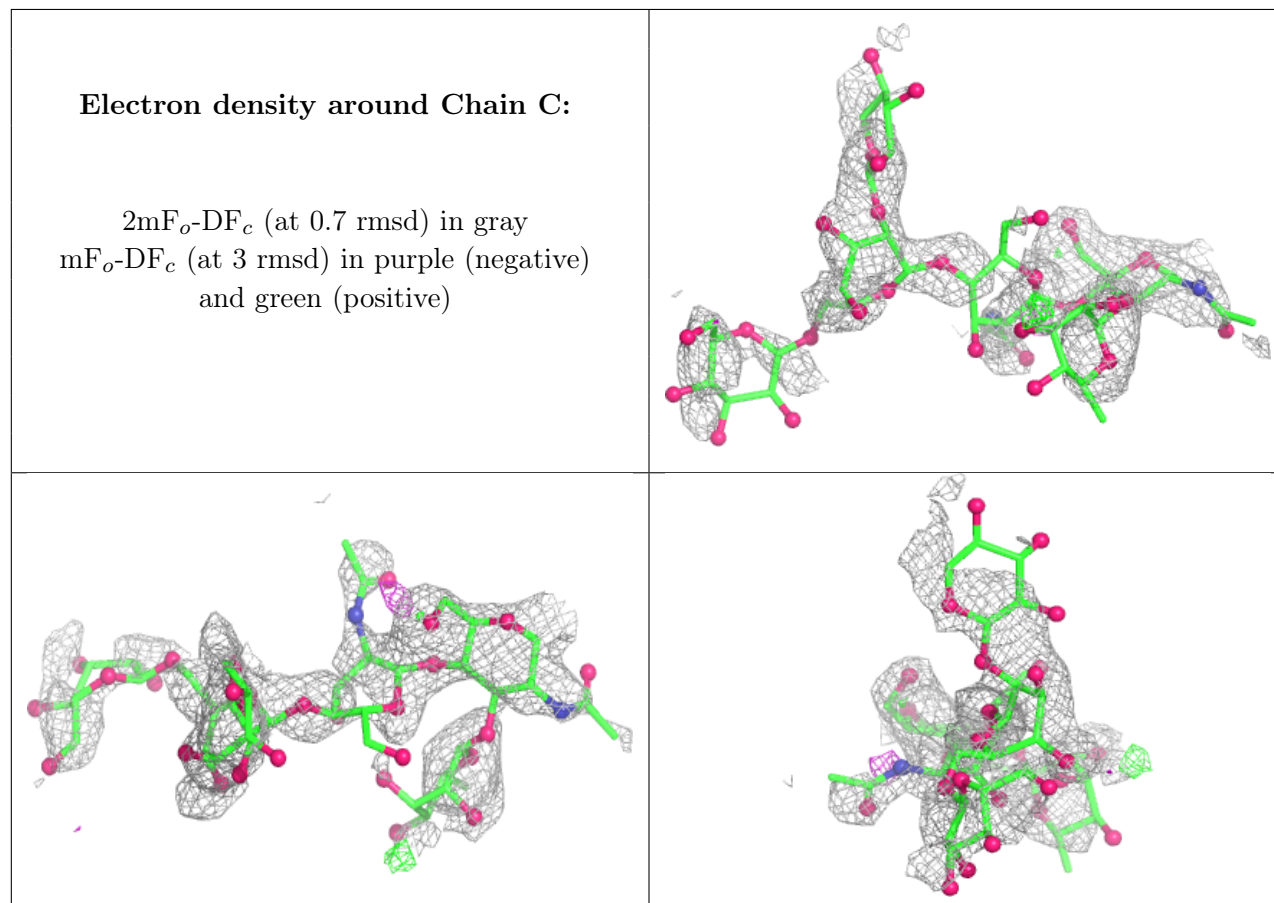 Electron density around Chain C:
2mFo-DFc (at 0.7 rmsd) in gray
mFo-DFc (at 3 rmsd) in purple (negative)
and green (positive)